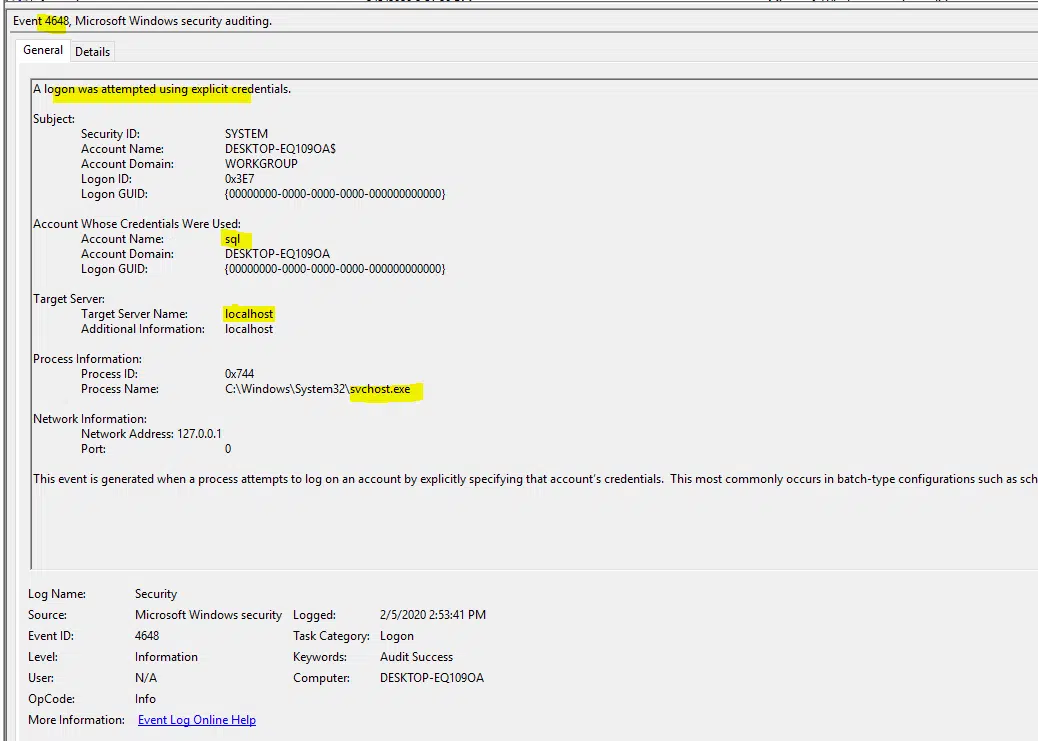 Event 4648, Microsoft Windows security auditing.
General Details
A logon was attempted using explicit credentials.
Subject:
Security ID: SYSTEM
Account Name: DESKTOP-EQ109OA$
Account Domain: WORKGROUP
Logon ID: 0x3E7
Logon GUID: {00000000-0000-0000-0000-000000000000}
Account Whose Credentials Were Used:
Account Name: sql
Account Domain: DESKTOP-EQ109OA
Logon GUID: {00000000-0000-0000-0000-000000000000}
Target Server:
Target Server Name: localhost
Additional Information: localhost
Process Information:
Process ID: 0x744
Process Name: C:\Windows\System32\svchost.exe
Network Information:
Network Address: 127.0.0.1
Port: 0
This event is generated when a process attempts to log on an account by explicitly specifying that account's credentials.  This most commonly occurs in batch-type configurations such as sch
Log Name: Security
Source: Microsoft Windows security Logged: 2/5/2020 2:53:41 PM
Event ID: 4648 Task Category: Logon
Level: Information Keywords: Audit Success
User: N/A Computer: DESKTOP-EQ109OA
OpCode: Info
More Information: Event Log Online Help